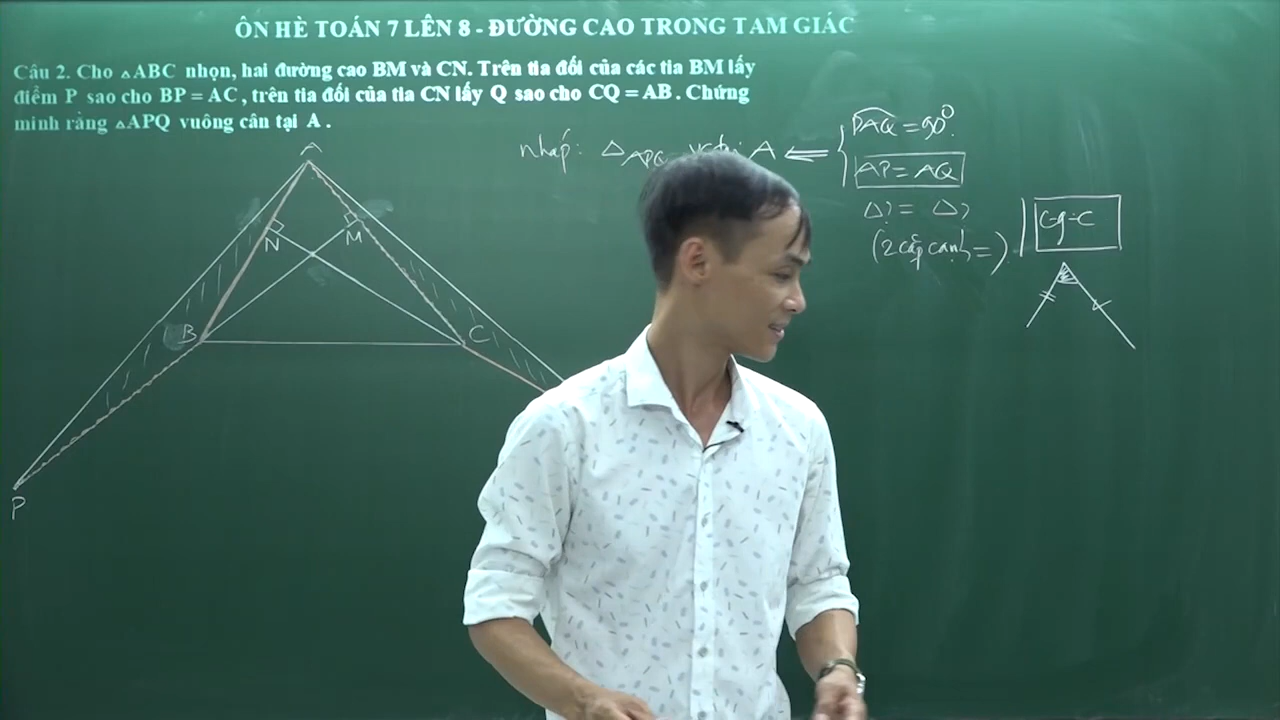 ÔN HÈ TOÁN 7 LÊN 8 - ĐƯỜNG CAO TRONG TAM GIÁC
Câu 2. Cho △ABC nhọn, hai đường cao BM và CN. Trên tia đối của các tia BM lấy
điểm P sao cho BP = AC, trên tia đối của tia CN lấy Q sao cho CQ = AB. Chứng
minh rằng △APQ vuông cân tại A.
nháp: △APQ A ⟸ { PAQ = 90°
AP = AQ
△? = △?
(2 cặp cạnh =)
c-g-c
A
N
M
B
C
P